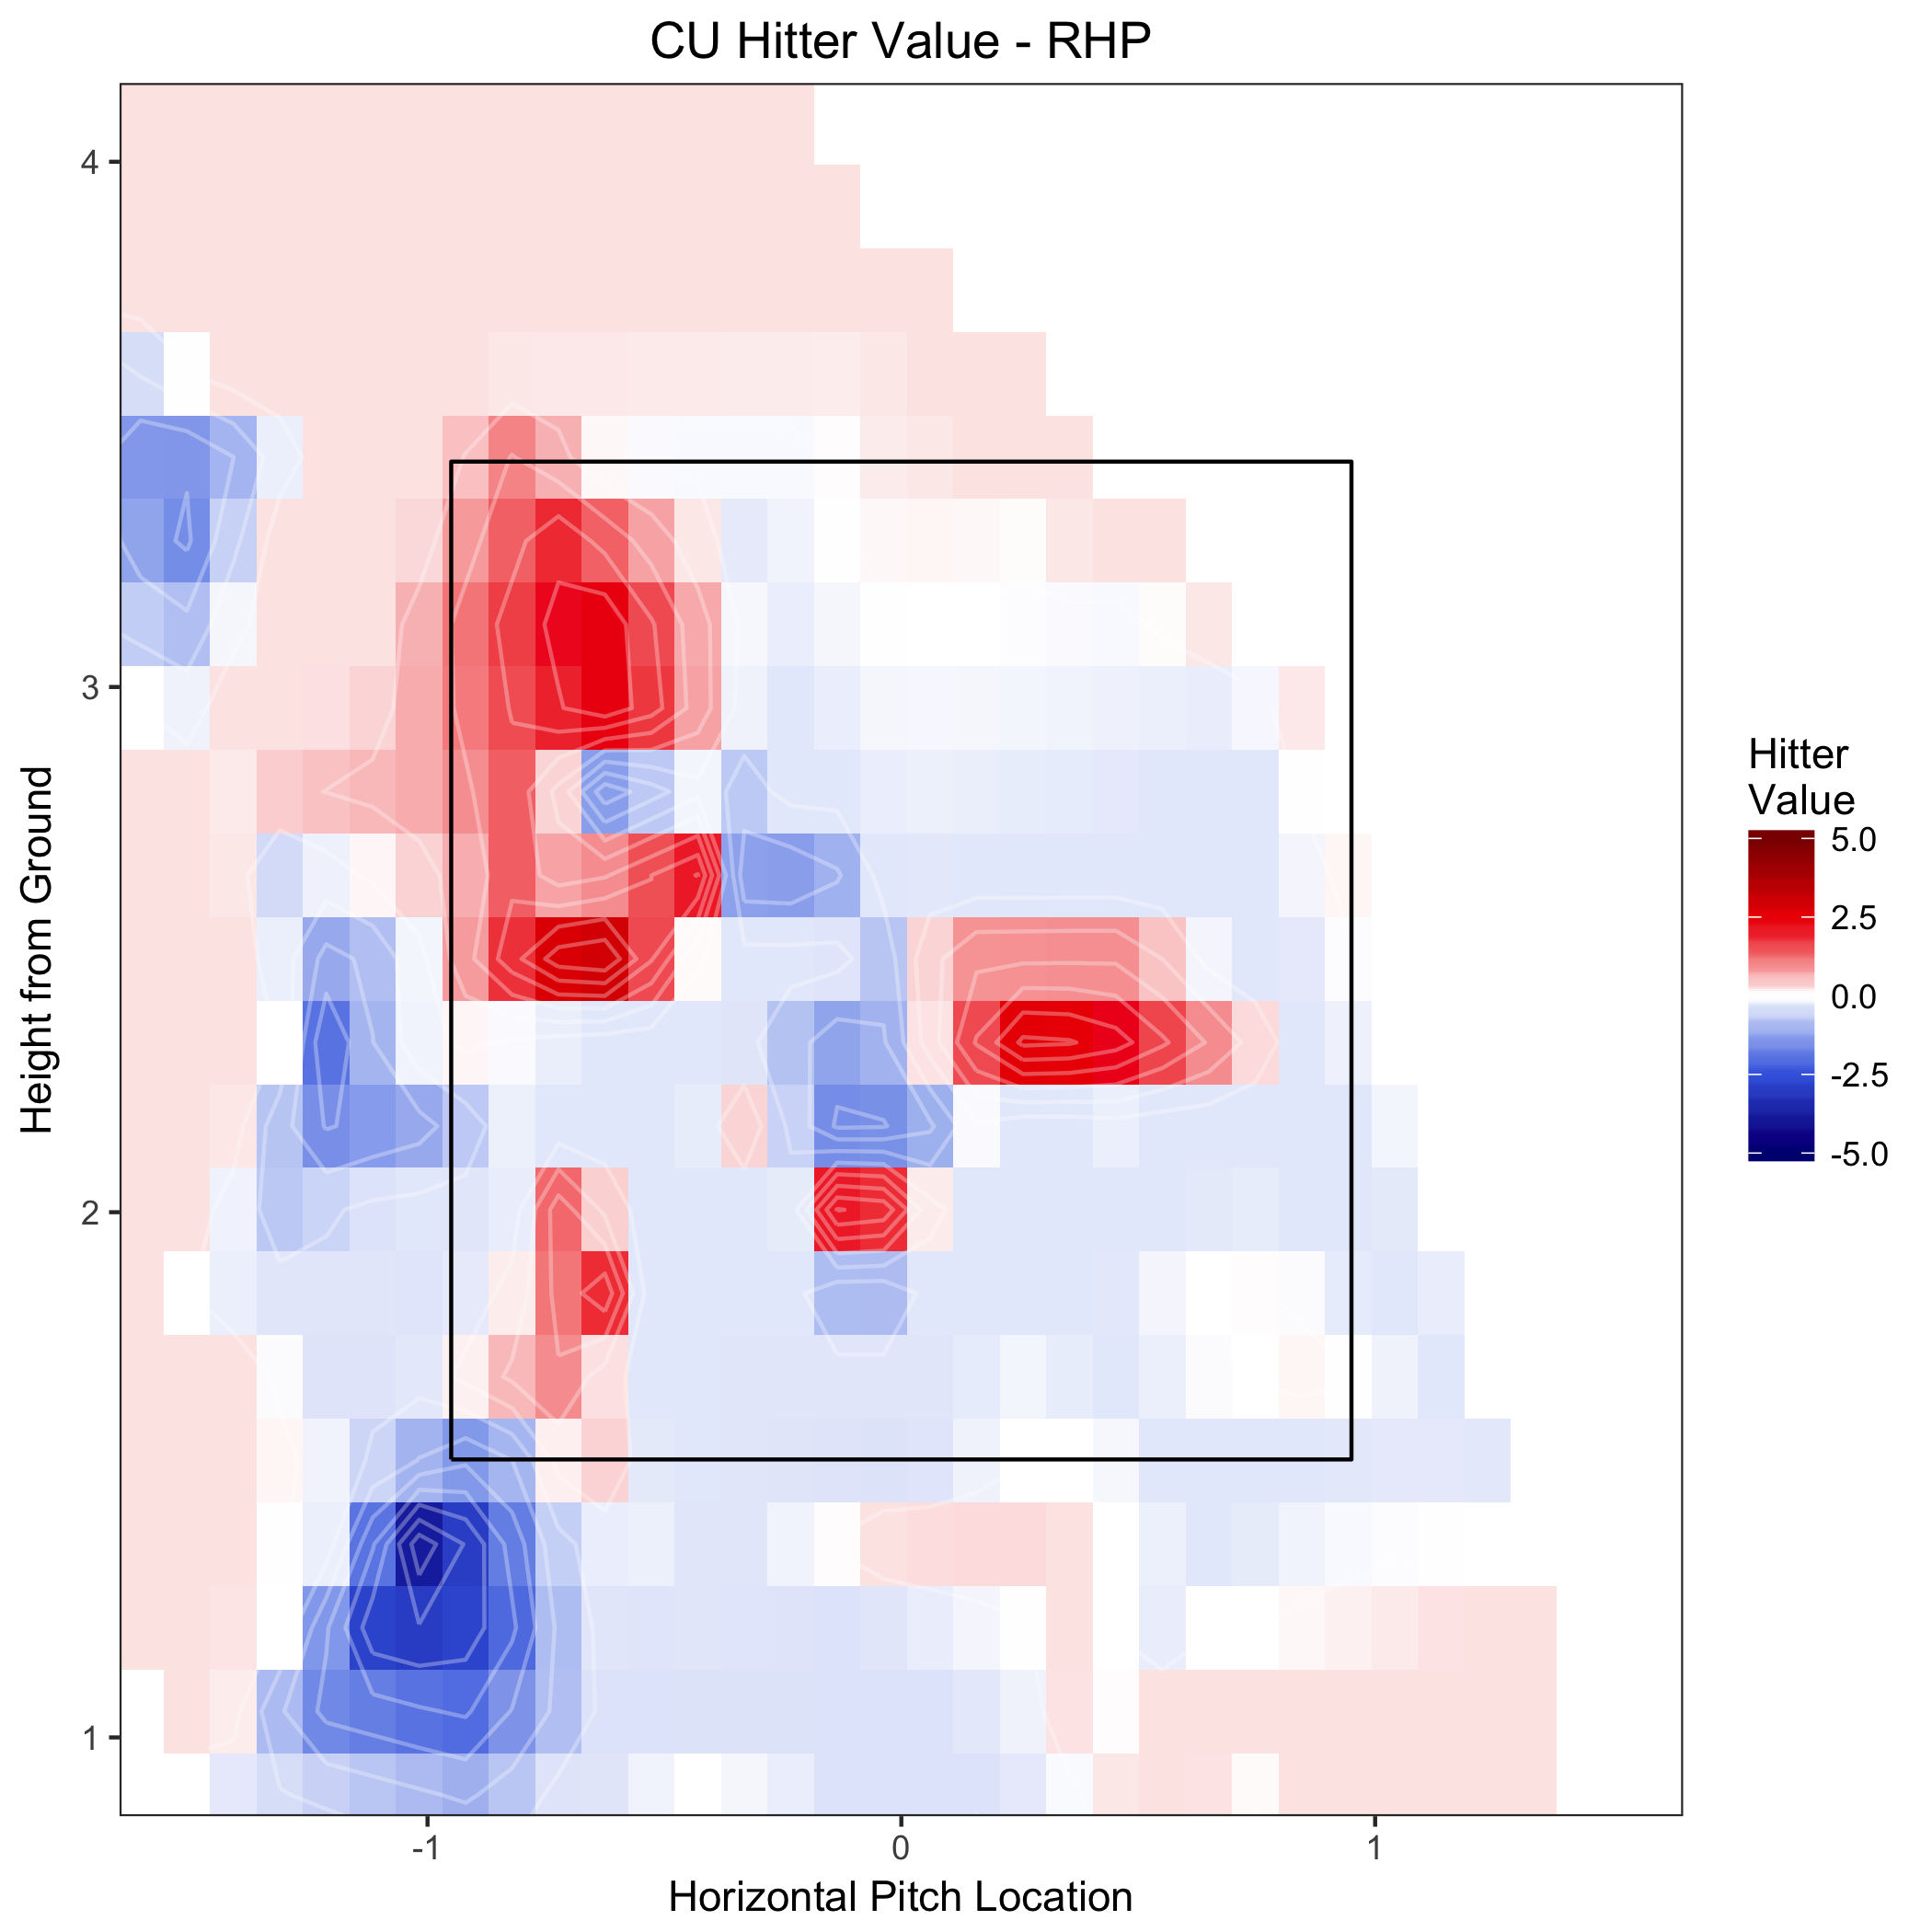 CU Hitter Value - RHP
4
3
2
1
Height from Ground
-1
0
1
Horizontal Pitch Location
Hitter
Value
5.0
2.5
0.0
-2.5
-5.0